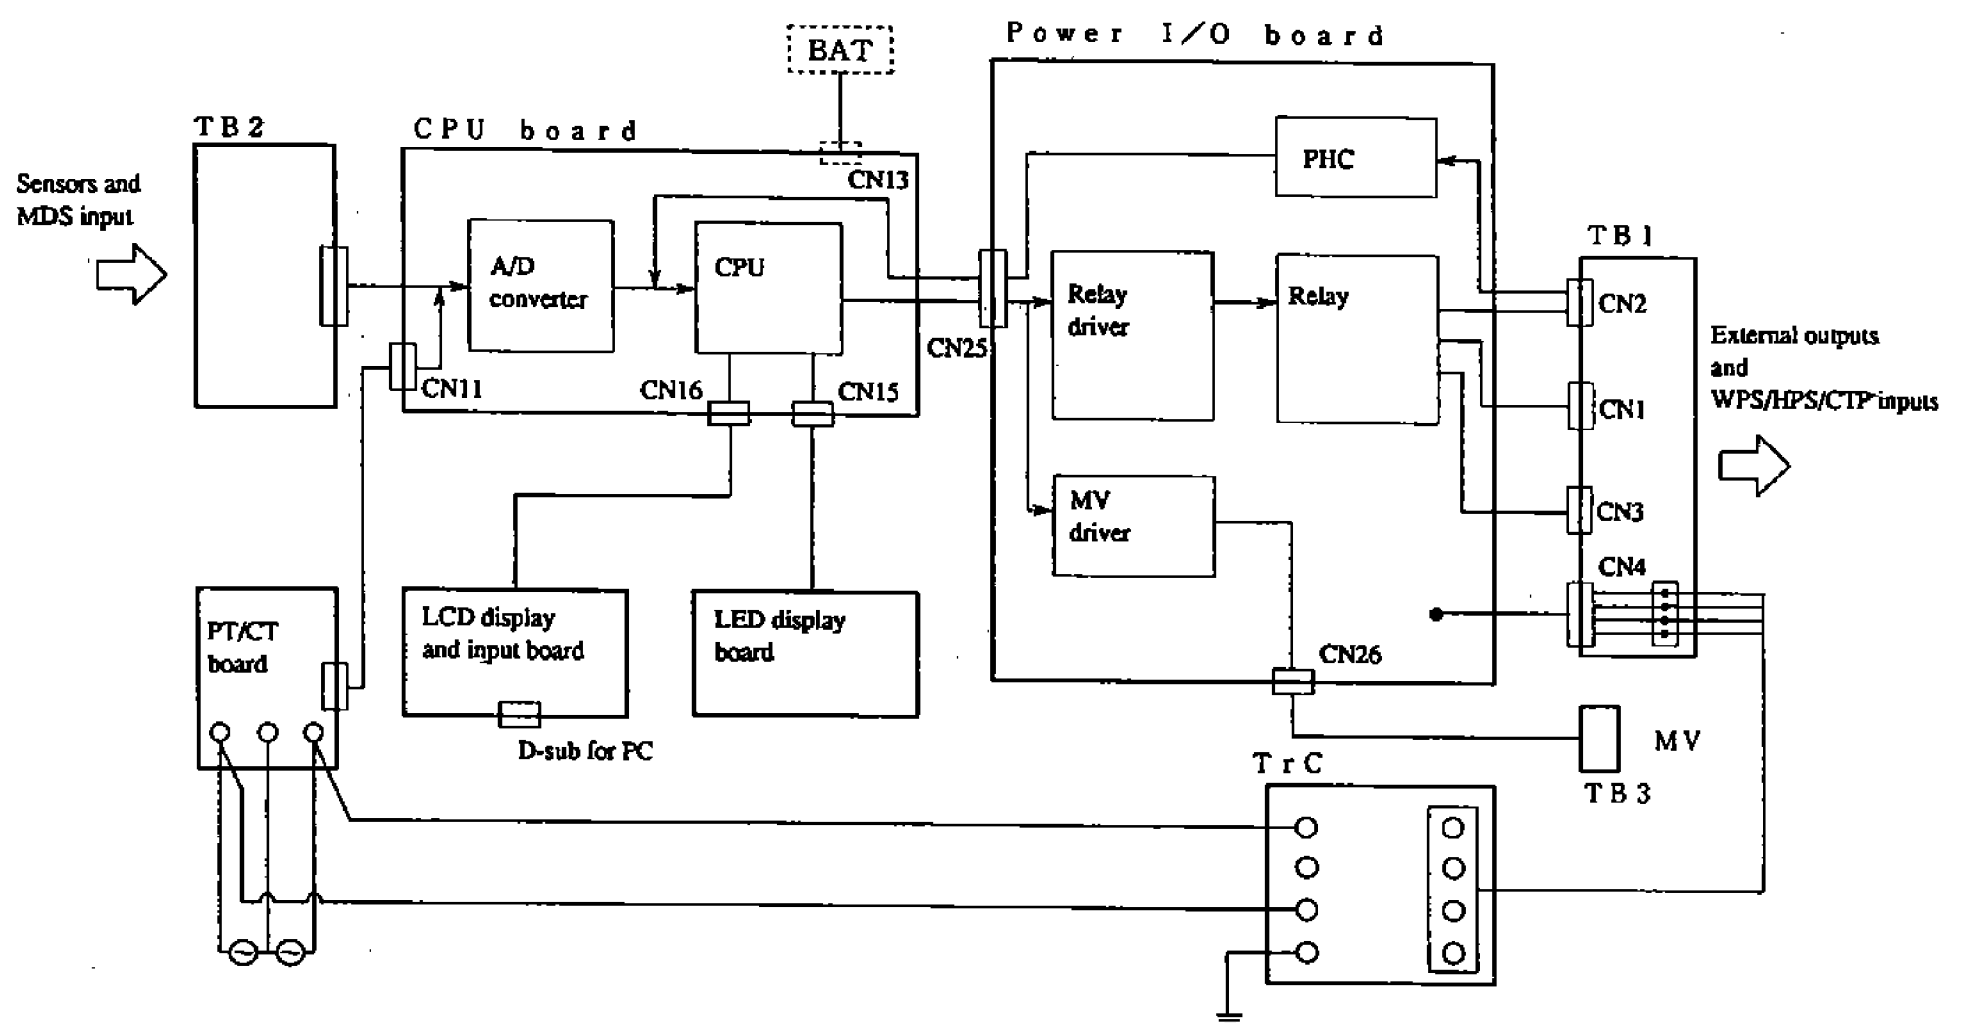 BAT
Power I/O board
TB2
CPU board
Sensors and
MDS input
CN13
PHC
A/D
converter
CPU
Relay
driver
Relay
TB1
CN2
External outputs
and
WPS/HPS/CTP inputs
CN25
CN11
CN16
CN15
CN1
MV
driver
CN3
CN4
PT/CT
board
LCD display
and input board
LED display
board
CN26
D-sub for PC
TrC
MV
TB3